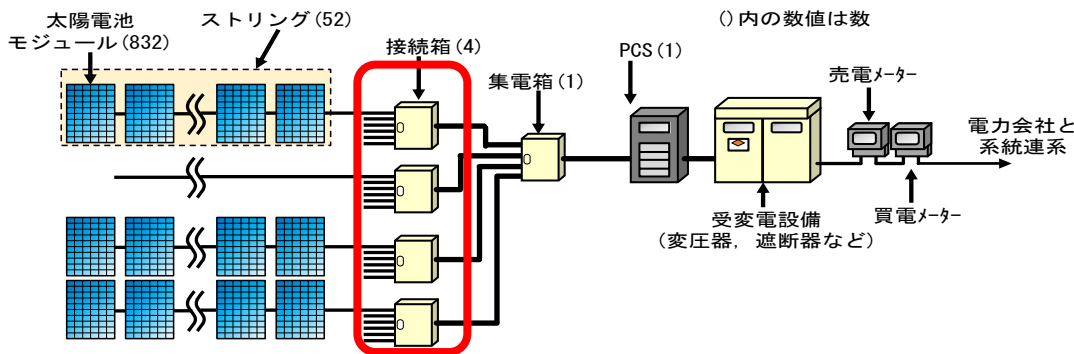 太陽電池
モジュール(832)
ストリング(52)
接続箱(4)
集電箱(1)
PCS(1)
()内の数値は数
売電メーター
電力会社と
系統連系
買電メーター
受変電設備
(変圧器，遮断器など)